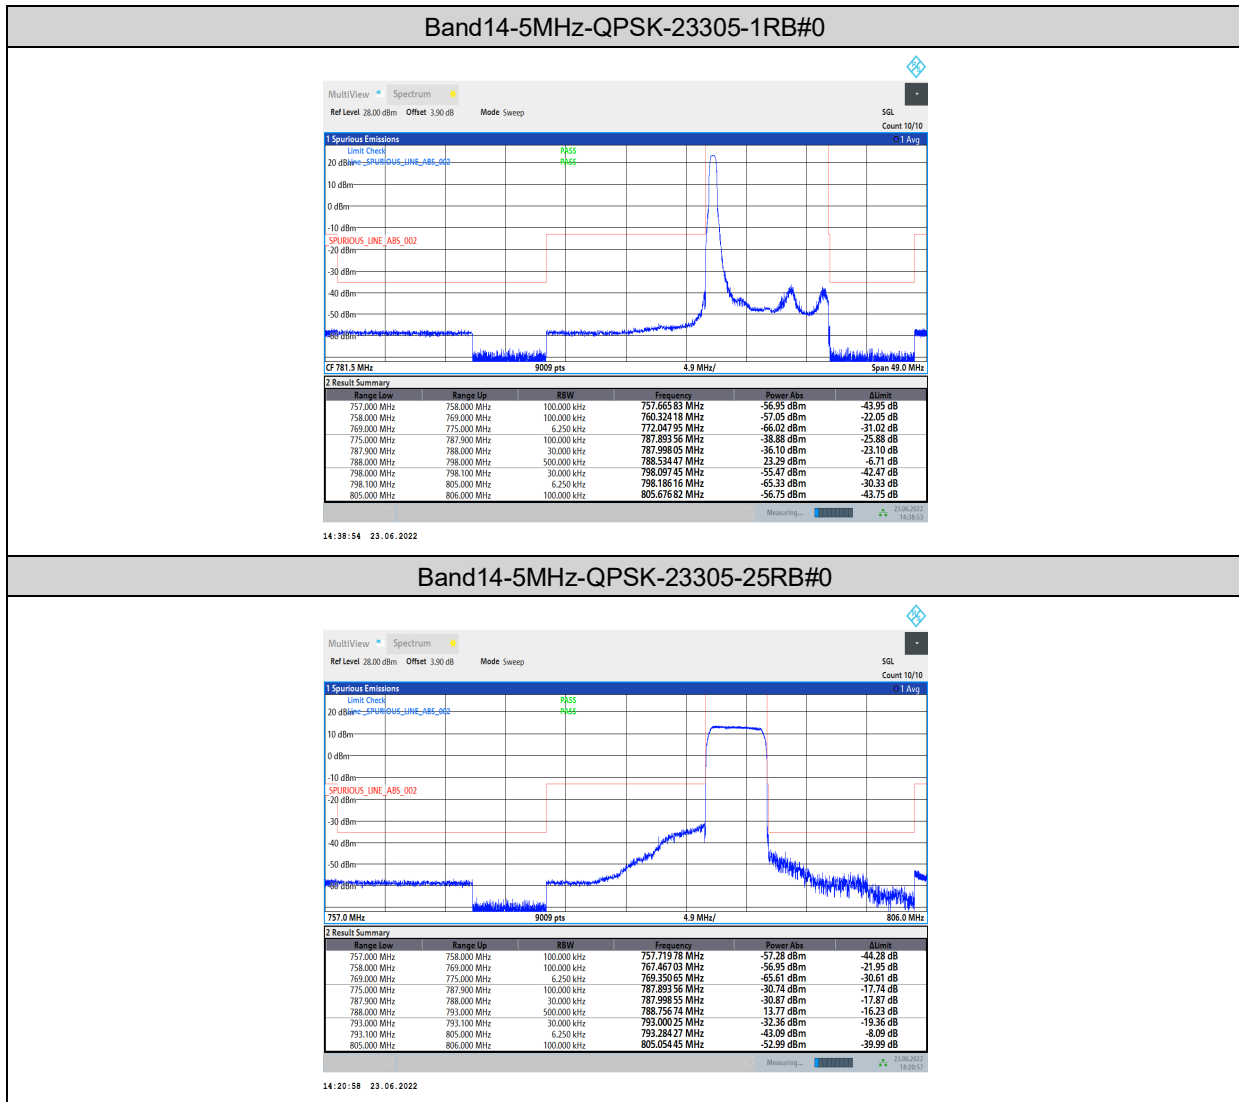 Band14-5MHz-QPSK-23305-1RB#0
MultiView Spectrum
Ref Level 28.00 dBm Offset 3.90 dB Mode Sweep SGL
Count 10/10
1 Spurious Emissions 1 Avg
Limit Check PASS
20 dBm Line _SPURIOUS_LINE_ABS_002 PASS
10 dBm
0 dBm
-10 dBm
SPURIOUS_LINE_ABS_002
-20 dBm
-30 dBm
-40 dBm
-50 dBm
-60 dBm
CF 781.5 MHz 9009 pts 4.9 MHz/ Span 49.0 MHz
2 Result Summary
Range Low Range Up RBW Frequency Power Abs ΔLimit
757.000 MHz 758.000 MHz 100.000 kHz 757.665 83 MHz -56.95 dBm -43.95 dB
758.000 MHz 769.000 MHz 100.000 kHz 760.324 18 MHz -57.05 dBm -22.05 dB
769.000 MHz 775.000 MHz 6.250 kHz 772.047 95 MHz -66.02 dBm -31.02 dB
775.000 MHz 787.900 MHz 100.000 kHz 787.893 56 MHz -38.88 dBm -25.88 dB
787.900 MHz 788.000 MHz 30.000 kHz 787.998 05 MHz -36.10 dBm -23.10 dB
788.000 MHz 798.000 MHz 500.000 kHz 788.534 47 MHz 23.29 dBm -6.71 dB
798.000 MHz 798.100 MHz 30.000 kHz 798.097 45 MHz -55.47 dBm -42.47 dB
798.100 MHz 805.000 MHz 6.250 kHz 798.186 16 MHz -65.33 dBm -30.33 dB
805.000 MHz 806.000 MHz 100.000 kHz 805.676 82 MHz -56.75 dBm -43.75 dB
Measuring... 23.06.2022
14:38:53
14:38:54 23.06.2022
Band14-5MHz-QPSK-23305-25RB#0
MultiView Spectrum
Ref Level 28.00 dBm Offset 3.90 dB Mode Sweep SGL
Count 10/10
1 Spurious Emissions 1 Avg
Limit Check PASS
20 dBm Line _SPURIOUS_LINE_ABS_002 PASS
10 dBm
0 dBm
-10 dBm
SPURIOUS_LINE_ABS_002
-20 dBm
-30 dBm
-40 dBm
-50 dBm
-60 dBm
757.0 MHz 9009 pts 4.9 MHz/ 806.0 MHz
2 Result Summary
Range Low Range Up RBW Frequency Power Abs ΔLimit
757.000 MHz 758.000 MHz 100.000 kHz 757.719 78 MHz -57.28 dBm -44.28 dB
758.000 MHz 769.000 MHz 100.000 kHz 767.467 03 MHz -56.95 dBm -21.95 dB
769.000 MHz 775.000 MHz 6.250 kHz 769.350 65 MHz -65.61 dBm -30.61 dB
775.000 MHz 787.900 MHz 100.000 kHz 787.893 56 MHz -30.74 dBm -17.74 dB
787.900 MHz 788.000 MHz 30.000 kHz 787.998 55 MHz -30.87 dBm -17.87 dB
788.000 MHz 793.000 MHz 500.000 kHz 788.756 74 MHz 13.77 dBm -16.23 dB
793.000 MHz 793.100 MHz 30.000 kHz 793.000 25 MHz -32.36 dBm -19.36 dB
793.100 MHz 805.000 MHz 6.250 kHz 793.284 27 MHz -43.09 dBm -8.09 dB
805.000 MHz 806.000 MHz 100.000 kHz 805.054 45 MHz -52.99 dBm -39.99 dB
Measuring... 23.06.2022
14:20:57
14:20:58 23.06.2022